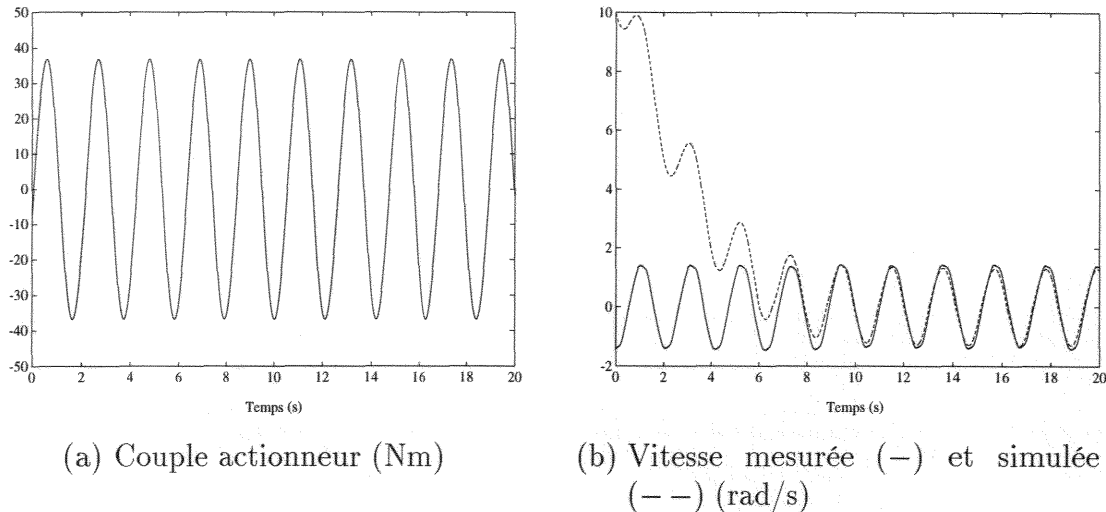 50
40
30
20
10
0
-10
-20
-30
-40
-50
0 2 4 6 8 10 12 14 16 18 20
Temps (s)
(a) Couple actionneur (Nm)
10
8
6
4
2
0
-2
0 2 4 6 8 10 12 14 16 18 20
Temps (s)
(b) Vitesse mesurée (−) et simulée
(− −) (rad/s)